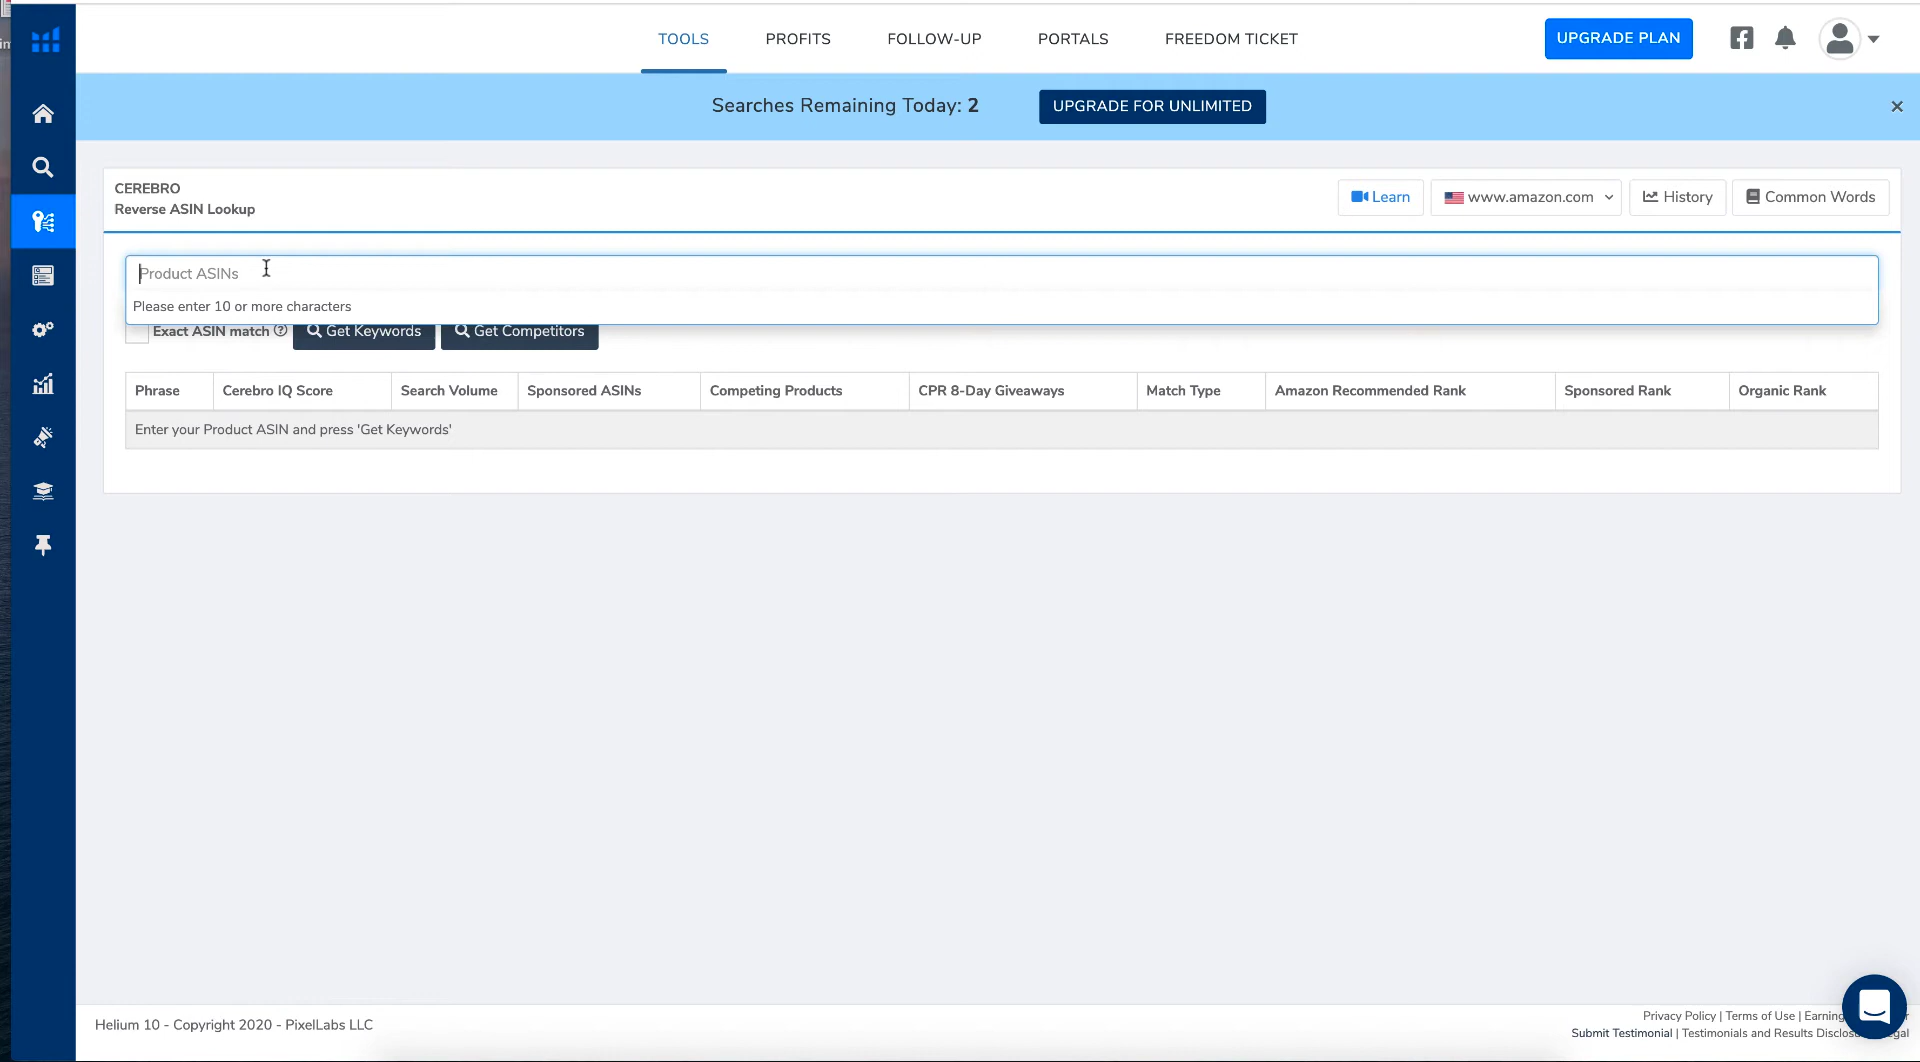 TOOLS PROFITS FOLLOW-UP PORTALS FREEDOM TICKET UPGRADE PLAN
Searches Remaining Today: 2 UPGRADE FOR UNLIMITED
CEREBRO
Reverse ASIN Lookup
Learn www.amazon.com History Common Words
Product ASINs
Please enter 10 or more characters
Exact ASIN match Get Keywords Get Competitors
Phrase Cerebro IQ Score Search Volume Sponsored ASINs Competing Products CPR 8-Day Giveaways Match Type Amazon Recommended Rank Sponsored Rank Organic Rank
Enter your Product ASIN and press 'Get Keywords'
Helium 10 - Copyright 2020 - PixelLabs LLC
Privacy Policy | Terms of Use |
Submit Testimonial | Testimonials and Results